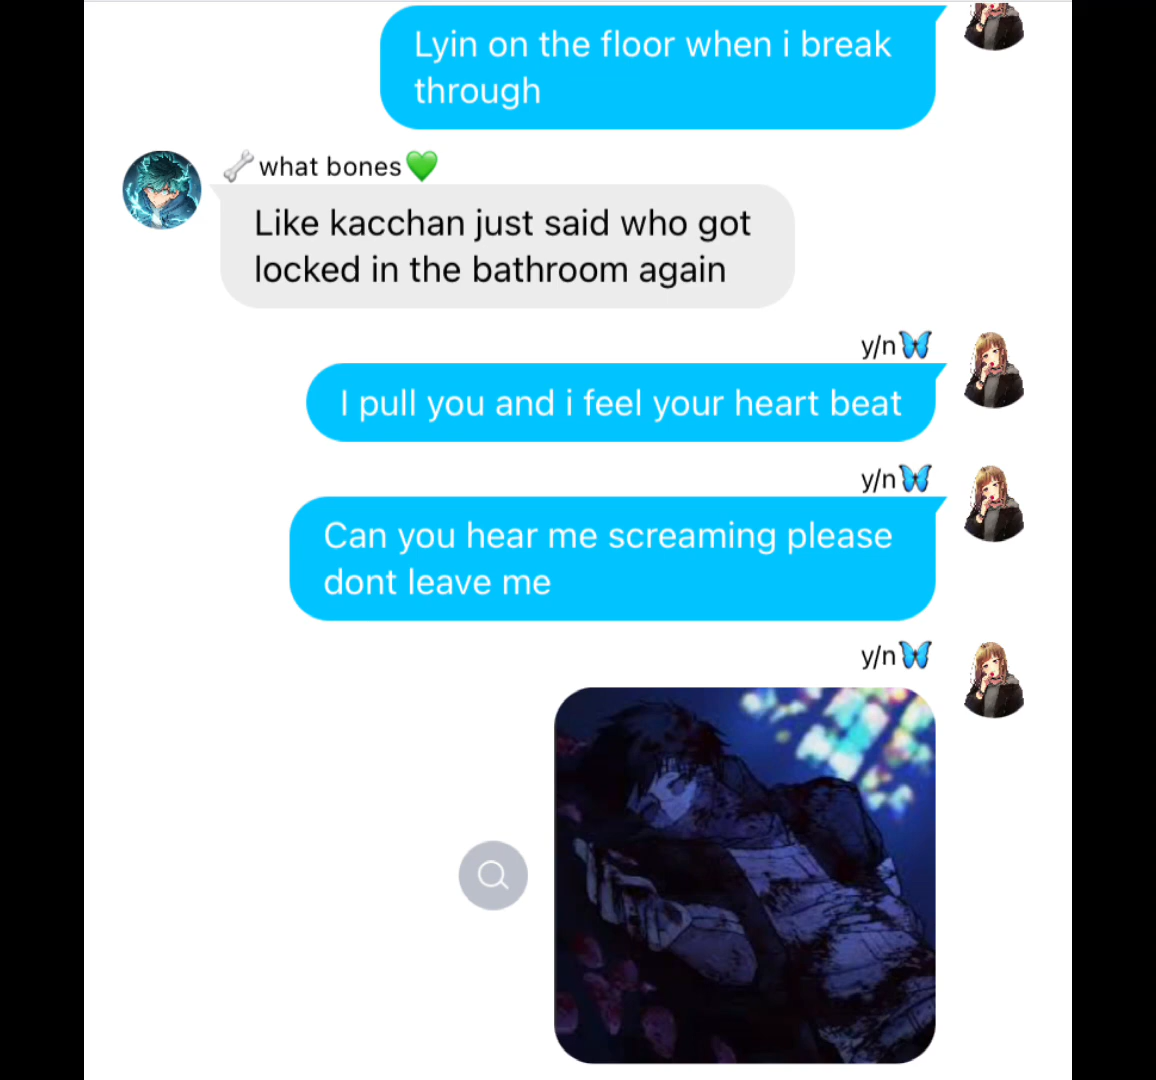 Lyin on the floor when i break
through
🦴what bones💚
Like kacchan just said who got
locked in the bathroom again
y/n🦋
I pull you and i feel your heart beat
y/n🦋
Can you hear me screaming please
dont leave me
y/n🦋